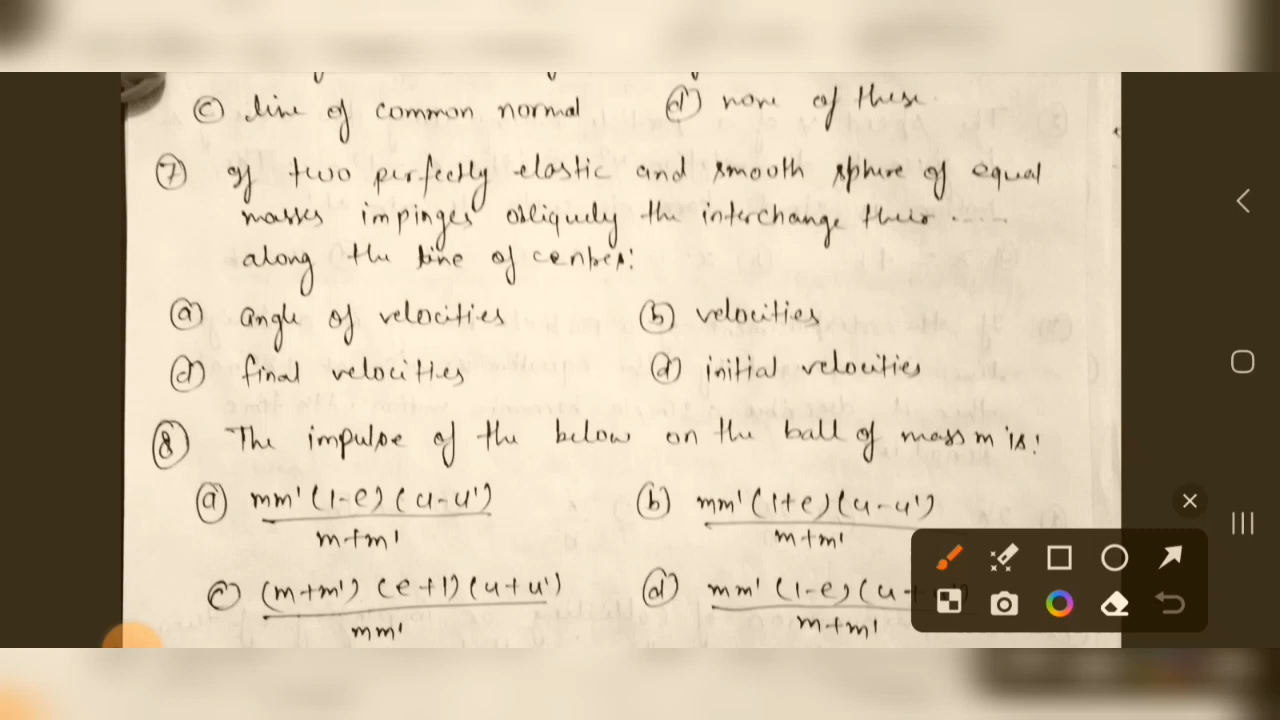 (c) line of common normal (d) none of these
(7) If two perfectly elastic and smooth sphere of equal
masses impinges obliquely the interchange their ......
along the line of centres:
(a) angle of velocities (b) velocities
(d) final velocities (d) initial velocities
(8) The impulse of the below on the ball of mass m is:
(a) mm'(1-e)(u-u') / m+m' (b) mm'(1+e)(u-u') / m+m'
(c) (m+m')(e+1)(u+u') / mm' (d) mm'(1-e)(u+ / m+m'